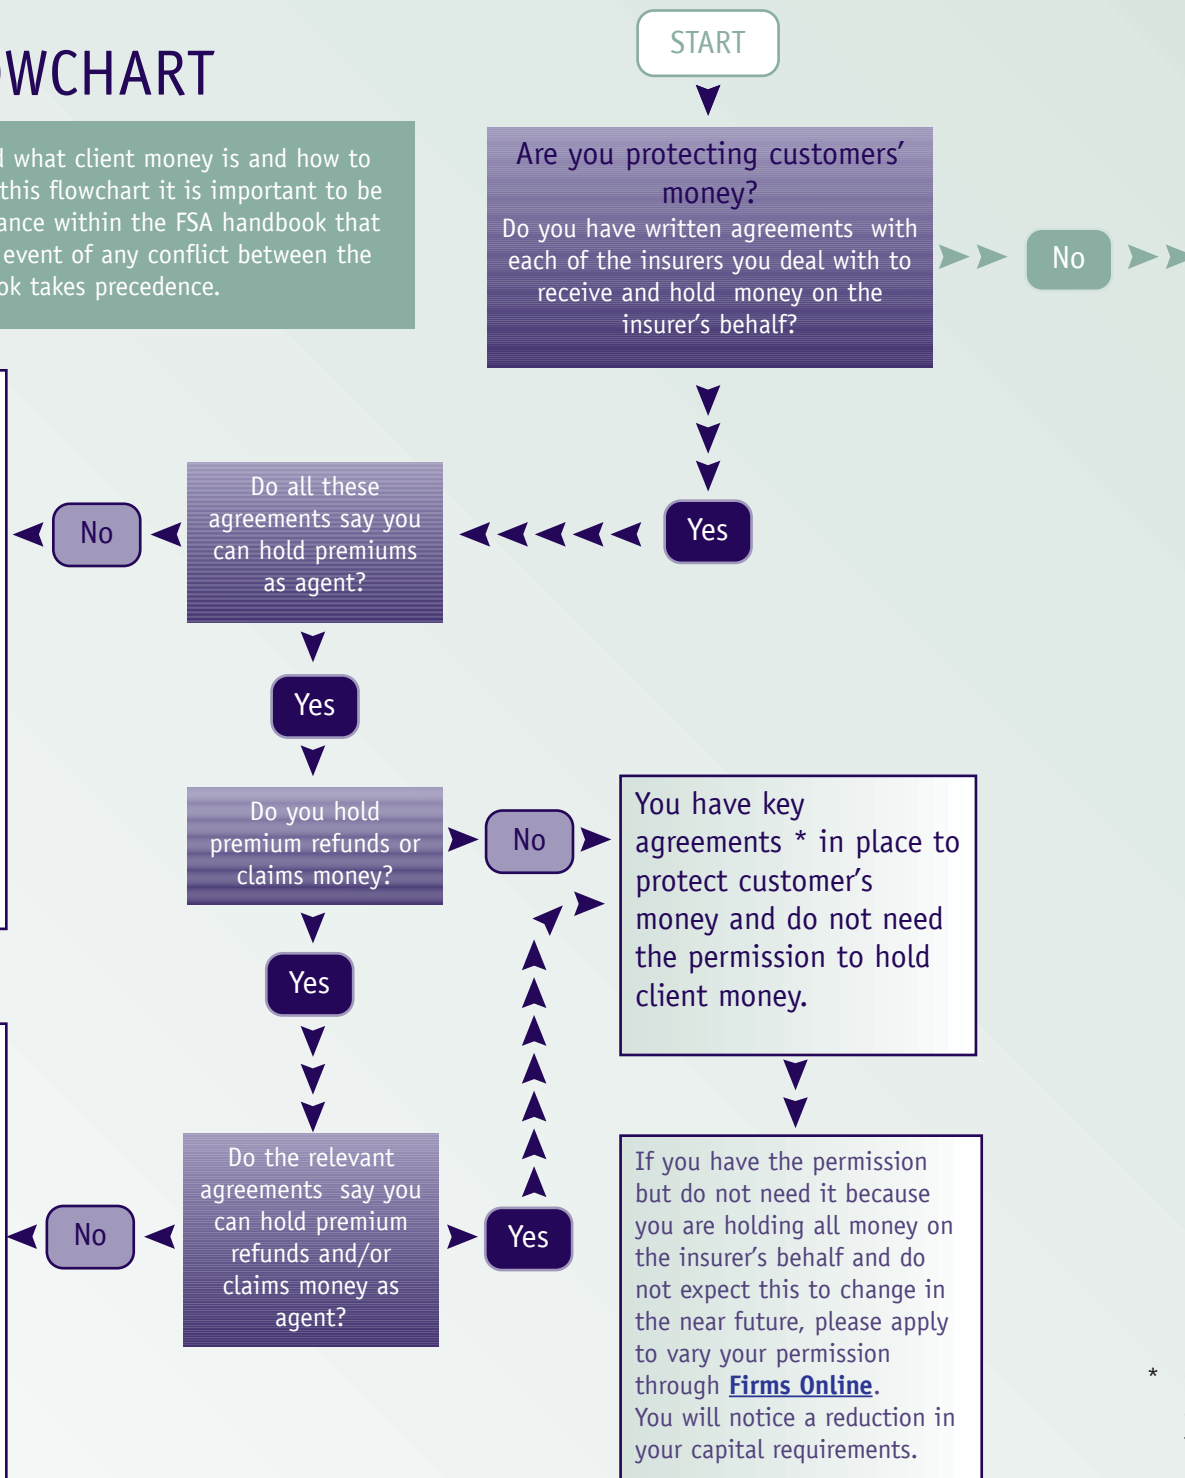 START
OWCHART
d what client money is and how to
this flowchart it is important to be
ance within the FSA handbook that
event of any conflict between the
ok takes precedence.
Are you protecting customers’
money?
Do you have written agreements with
each of the insurers you deal with to
receive and hold money on the
insurer’s behalf?
No
Yes
Do all these
agreements say you
can hold premiums
as agent?
No
Yes
Do you hold
premium refunds or
claims money?
No
You have key
agreements * in place to
protect customer’s
money and do not need
the permission to hold
client money.
Yes
Do the relevant
agreements say you
can hold premium
refunds and/or
claims money as
agent?
No
Yes
If you have the permission
but do not need it because
you are holding all money on
the insurer’s behalf and do
not expect this to change in
the near future, please apply
to vary your permission
through Firms Online.
You will notice a reduction in
your capital requirements.
*